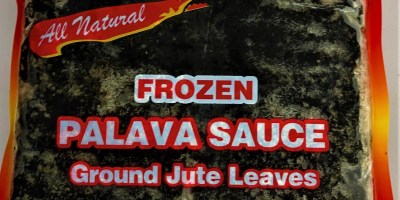 All Natural
FROZEN
PALAVA SAUCE
Ground Jute Leaves